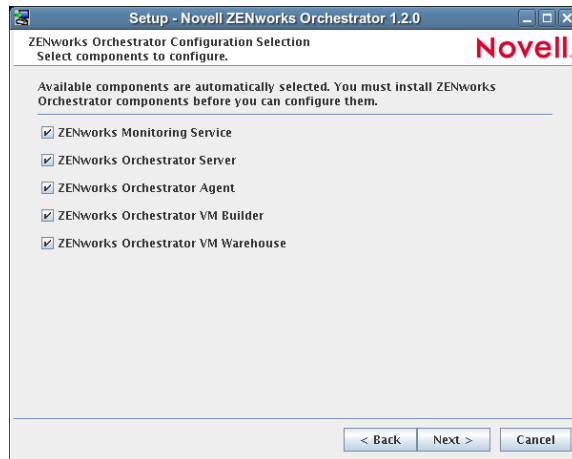 Setup - Novell ZENworks Orchestrator 1.2.0
ZENworks Orchestrator Configuration Selection
Select components to configure.
Novell.
Available components are automatically selected. You must install ZENworks
Orchestrator components before you can configure them.
ZENworks Monitoring Service
ZENworks Orchestrator Server
ZENworks Orchestrator Agent
ZENworks Orchestrator VM Builder
ZENworks Orchestrator VM Warehouse
< Back Next > Cancel